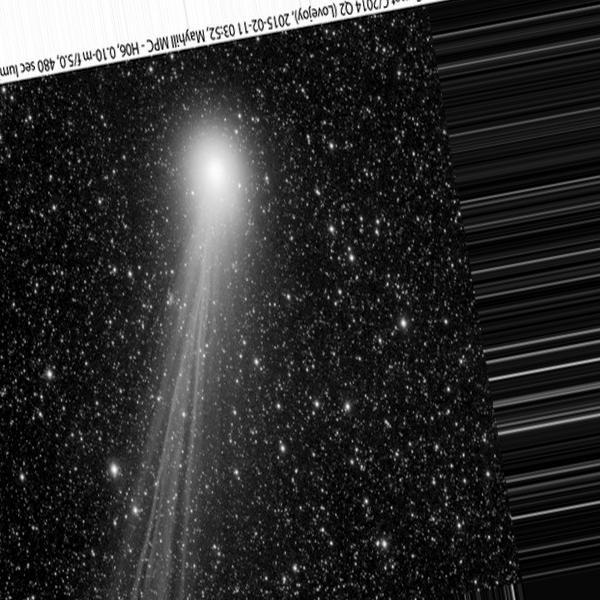 C/2014 Q2 (Lovejoy), 2015-02-11 03:52, Mayhill MPC - H06, 0.10-m f/5.0, 480 sec lum